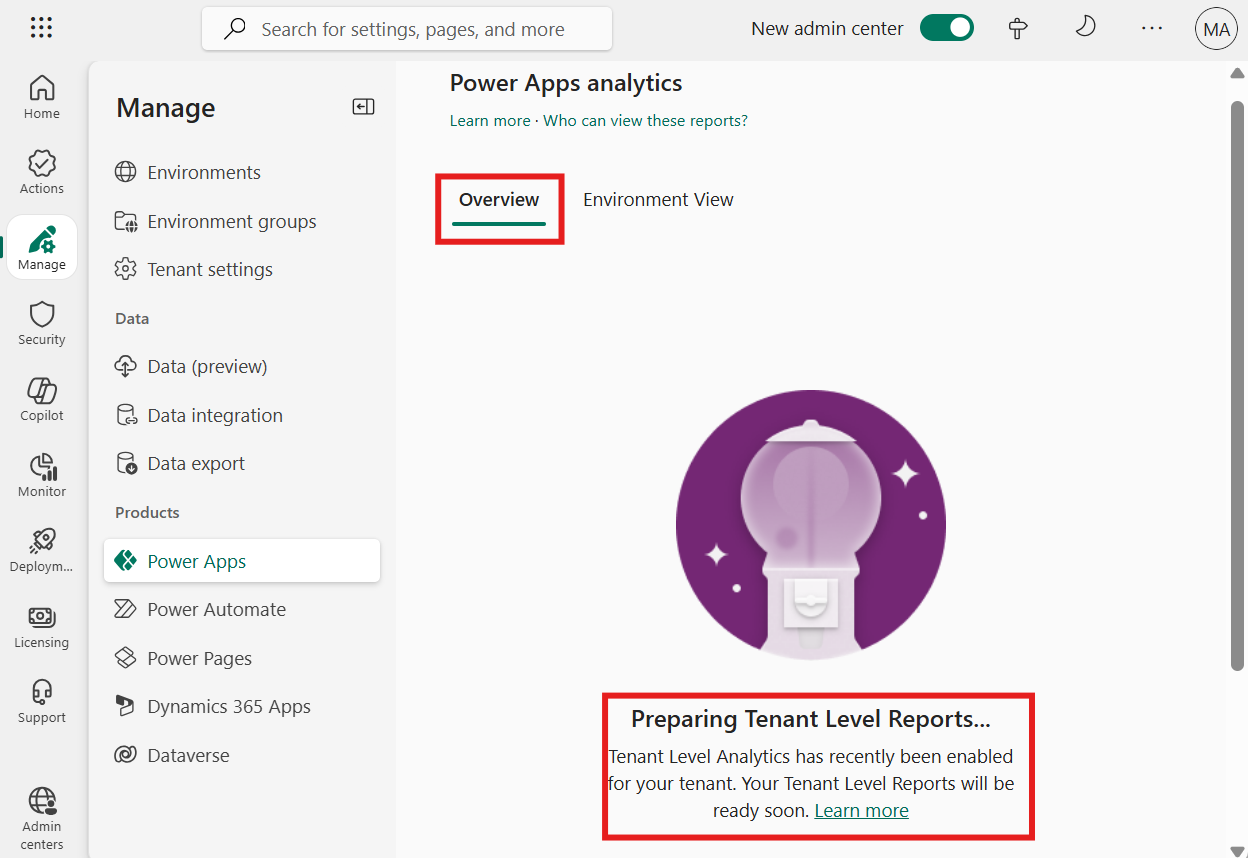 Search for settings, pages, and more
New admin center
MA
Home
Actions
Manage
Security
Copilot
Monitor
Deploym...
Licensing
Support
Admin
centers
Manage
Environments
Environment groups
Tenant settings
Data
Data (preview)
Data integration
Data export
Products
Power Apps
Power Automate
Power Pages
Dynamics 365 Apps
Dataverse
Power Apps analytics
Learn more · Who can view these reports?
Overview
Environment View
Preparing Tenant Level Reports...
Tenant Level Analytics has recently been enabled
for your tenant. Your Tenant Level Reports will be
ready soon. Learn more